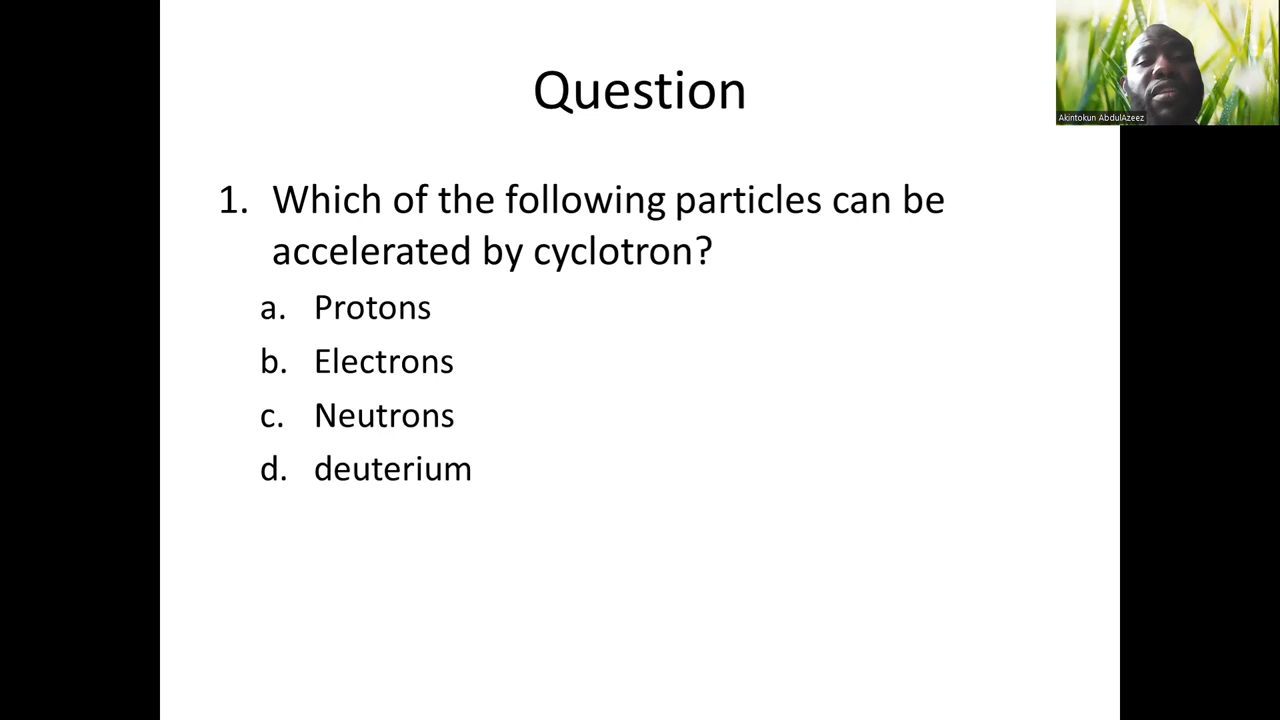 Question
Akintokun AbdulAzeez
1. Which of the following particles can be
accelerated by cyclotron?
a. Protons
b. Electrons
c. Neutrons
d. deuterium